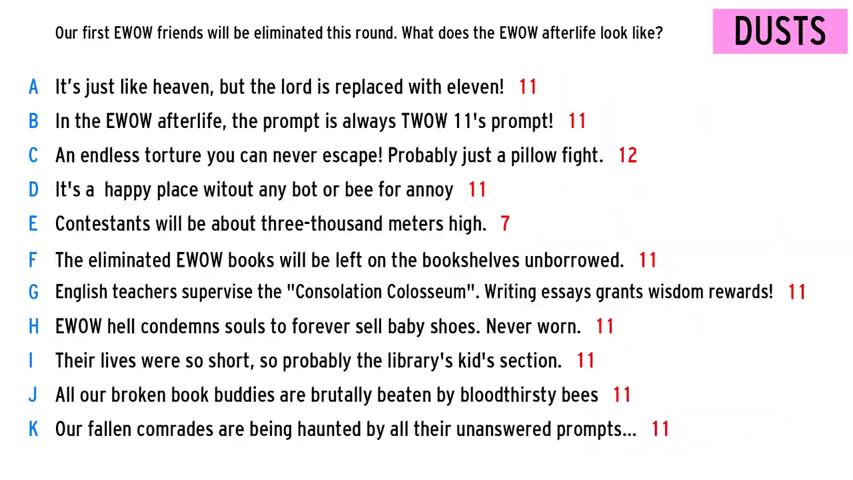 Our first EWOW friends will be eliminated this round. What does the EWOW afterlife look like?
DUSTS
A It's just like heaven, but the lord is replaced with eleven! 11
B In the EWOW afterlife, the prompt is always TWOW 11's prompt! 11
C An endless torture you can never escape! Probably just a pillow fight. 12
D It's a happy place witout any bot or bee for annoy 11
E Contestants will be about three-thousand meters high. 7
F The eliminated EWOW books will be left on the bookshelves unborrowed. 11
G English teachers supervise the "Consolation Colosseum". Writing essays grants wisdom rewards! 11
H EWOW hell condemns souls to forever sell baby shoes. Never worn. 11
I Their lives were so short, so probably the library's kid's section. 11
J All our broken book buddies are brutally beaten by bloodthirsty bees 11
K Our fallen comrades are being haunted by all their unanswered prompts... 11